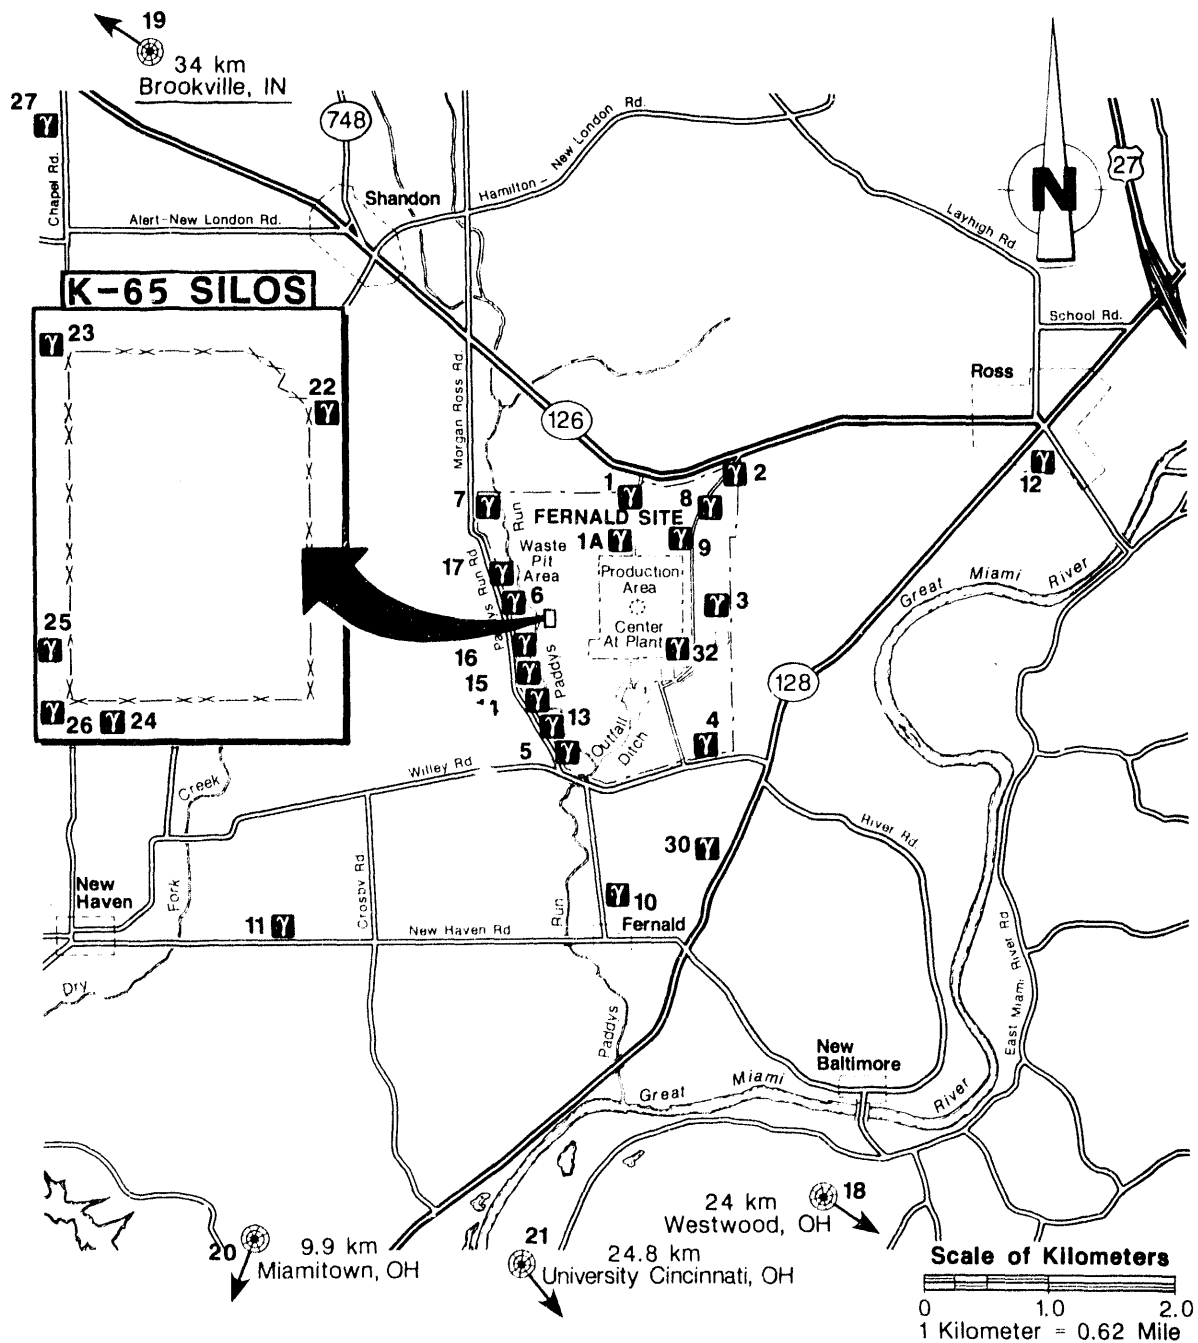 19
34 km
Brookville, IN
27
γ
748
Chapel Rd.
Shandon
Alert-New London Rd.
Hamilton - New London Rd.
N
27
Layhigh Rd.
School Rd.
Ross
K-65 SILOS
γ 23
22
γ
25
γ
γ 26
γ 24
Morgan Ross Rd.
126
1
γ
γ 2
7 γ
8 γ
12
γ
FERNALD SITE
Run
1A γ
γ 9
Waste
Pit
Area
Production
Area
Center
At Plant
17 γ
γ 6
γ 3
γ 32
Paddys Run Rd
16 γ
15 γ
γ
Paddys
γ 13
5 γ
Outfall
Ditch
4
γ
128
Great Miami River
Willey Rd
Creek
Fork
Dry
New
Haven
Crosby Rd.
River Rd.
30 γ
γ 10
Fernald
11 γ
New Haven Rd
Run
Paddys
East Miami River Rd
New
Baltimore
Great Miami River
18
24 km
Westwood, OH
20
9.9 km
Miamitown, OH
21
24.8 km
University Cincinnati, OH
Scale of Kilometers
0 1.0 2.0
1 Kilometer = 0.62 Mile